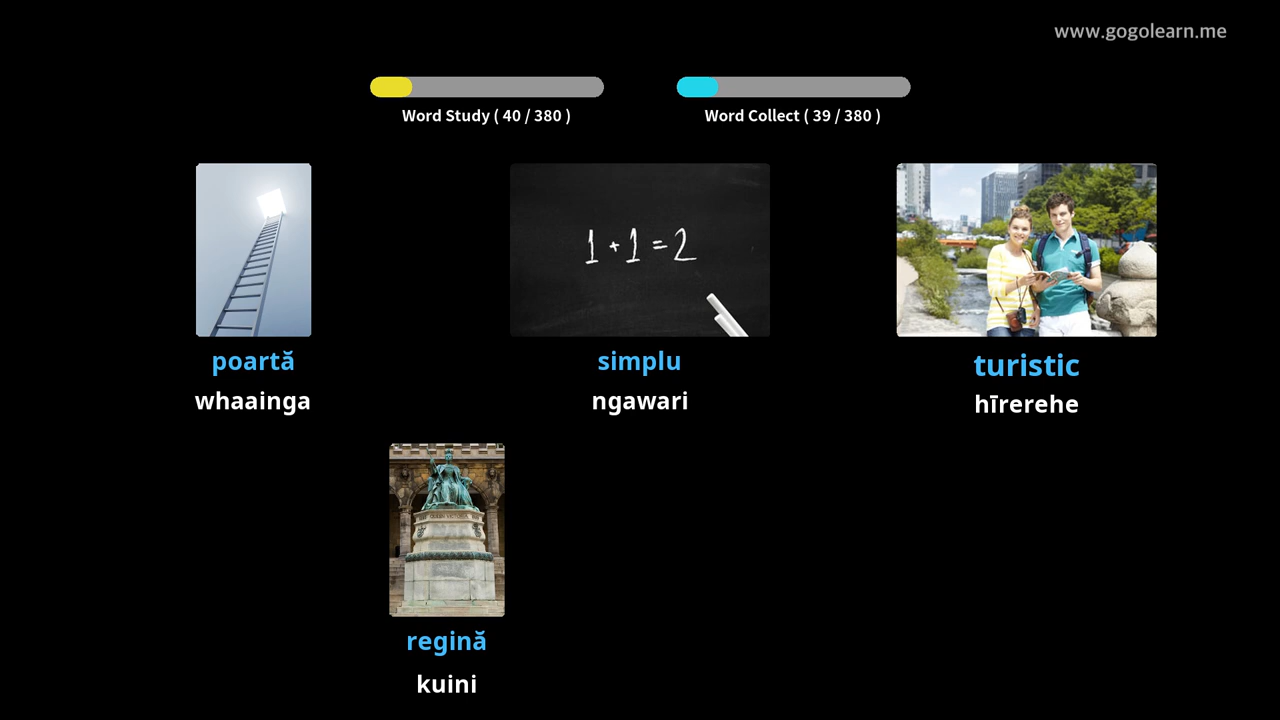 www.gogolearn.me
Word Study ( 40 / 380 )
Word Collect ( 39 / 380 )
1 + 1 = 2
poartă
simplu
turistic
whaainga
ngawari
hīrerehe
regină
kuini